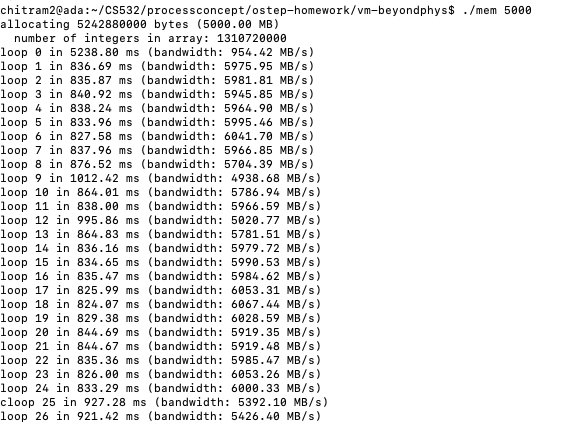 chitram2@ada:~/CS532/processconcept/ostep-homework/vm-beyondphys$ ./mem 5000
allocating 5242880000 bytes (5000.00 MB)
  number of integers in array: 1310720000
loop 0 in 5238.80 ms (bandwidth: 954.42 MB/s)
loop 1 in 836.69 ms (bandwidth: 5975.95 MB/s)
loop 2 in 835.87 ms (bandwidth: 5981.81 MB/s)
loop 3 in 840.92 ms (bandwidth: 5945.85 MB/s)
loop 4 in 838.24 ms (bandwidth: 5964.90 MB/s)
loop 5 in 833.96 ms (bandwidth: 5995.46 MB/s)
loop 6 in 827.58 ms (bandwidth: 6041.70 MB/s)
loop 7 in 837.96 ms (bandwidth: 5966.85 MB/s)
loop 8 in 876.52 ms (bandwidth: 5704.39 MB/s)
loop 9 in 1012.42 ms (bandwidth: 4938.68 MB/s)
loop 10 in 864.01 ms (bandwidth: 5786.94 MB/s)
loop 11 in 838.00 ms (bandwidth: 5966.59 MB/s)
loop 12 in 995.86 ms (bandwidth: 5020.77 MB/s)
loop 13 in 864.83 ms (bandwidth: 5781.51 MB/s)
loop 14 in 836.16 ms (bandwidth: 5979.72 MB/s)
loop 15 in 834.65 ms (bandwidth: 5990.53 MB/s)
loop 16 in 835.47 ms (bandwidth: 5984.62 MB/s)
loop 17 in 825.99 ms (bandwidth: 6053.31 MB/s)
loop 18 in 824.07 ms (bandwidth: 6067.44 MB/s)
loop 19 in 829.38 ms (bandwidth: 6028.59 MB/s)
loop 20 in 844.69 ms (bandwidth: 5919.35 MB/s)
loop 21 in 844.67 ms (bandwidth: 5919.48 MB/s)
loop 22 in 835.36 ms (bandwidth: 5985.47 MB/s)
loop 23 in 826.00 ms (bandwidth: 6053.26 MB/s)
loop 24 in 833.29 ms (bandwidth: 6000.33 MB/s)
cloop 25 in 927.28 ms (bandwidth: 5392.10 MB/s)
loop 26 in 921.42 ms (bandwidth: 5426.40 MB/s)